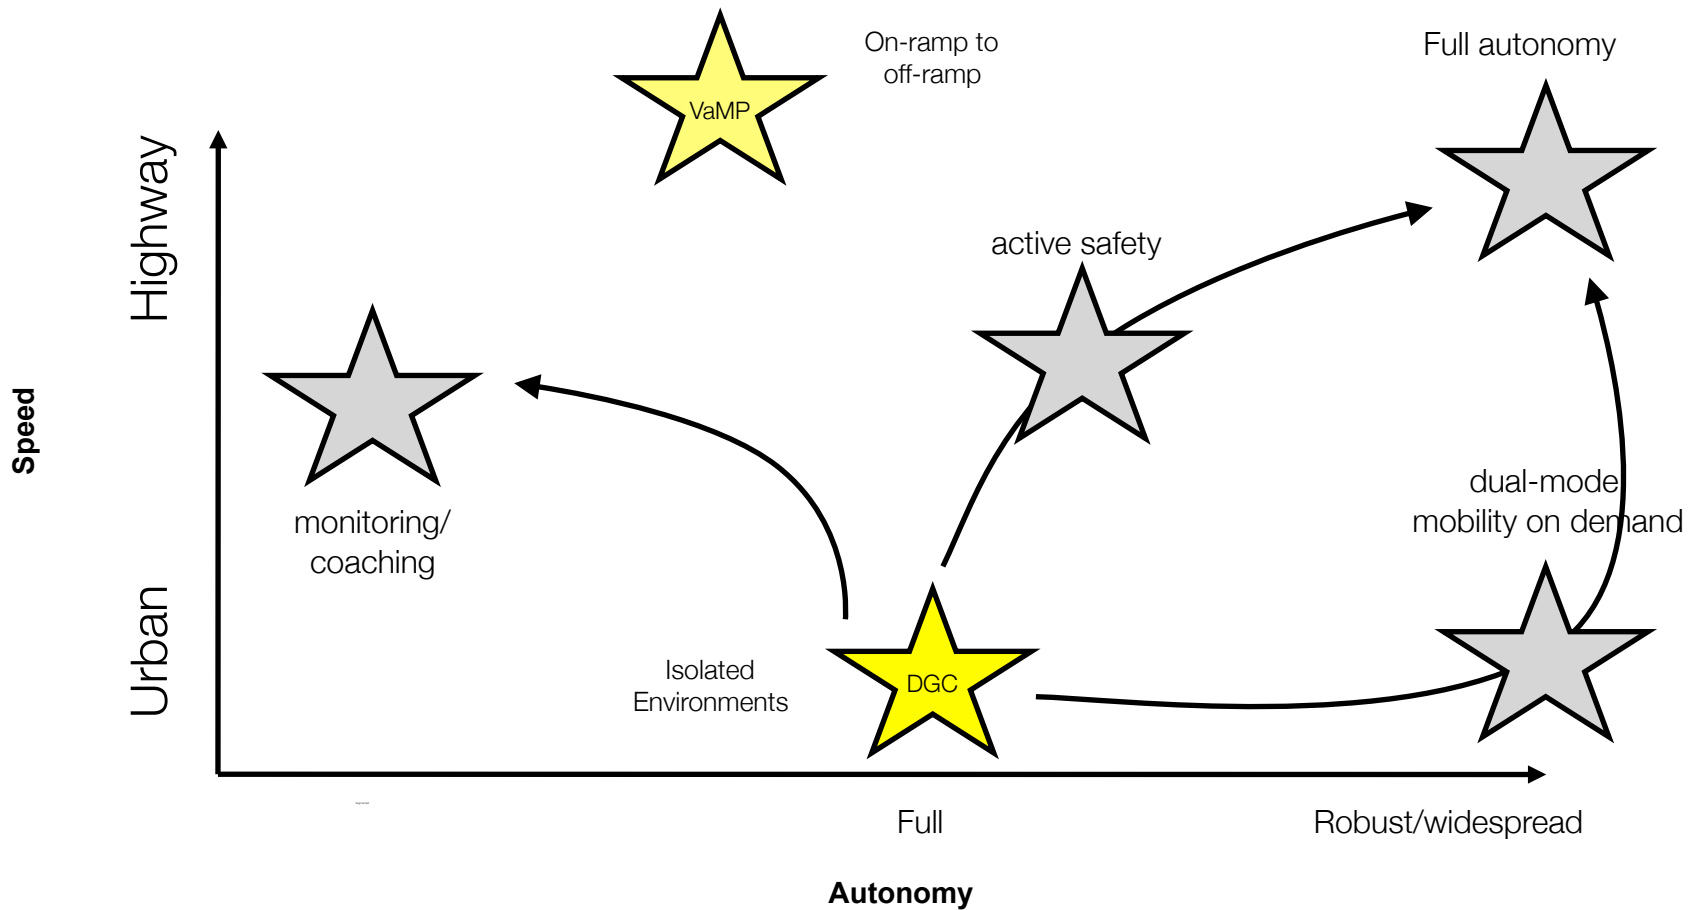 On-ramp to
off-ramp
Full autonomy
VaMP
Highway
active safety
Speed
dual-mode
mobility on demand
monitoring/
coaching
Urban
Isolated
Environments
DGC
Full
Robust/widespread
Autonomy